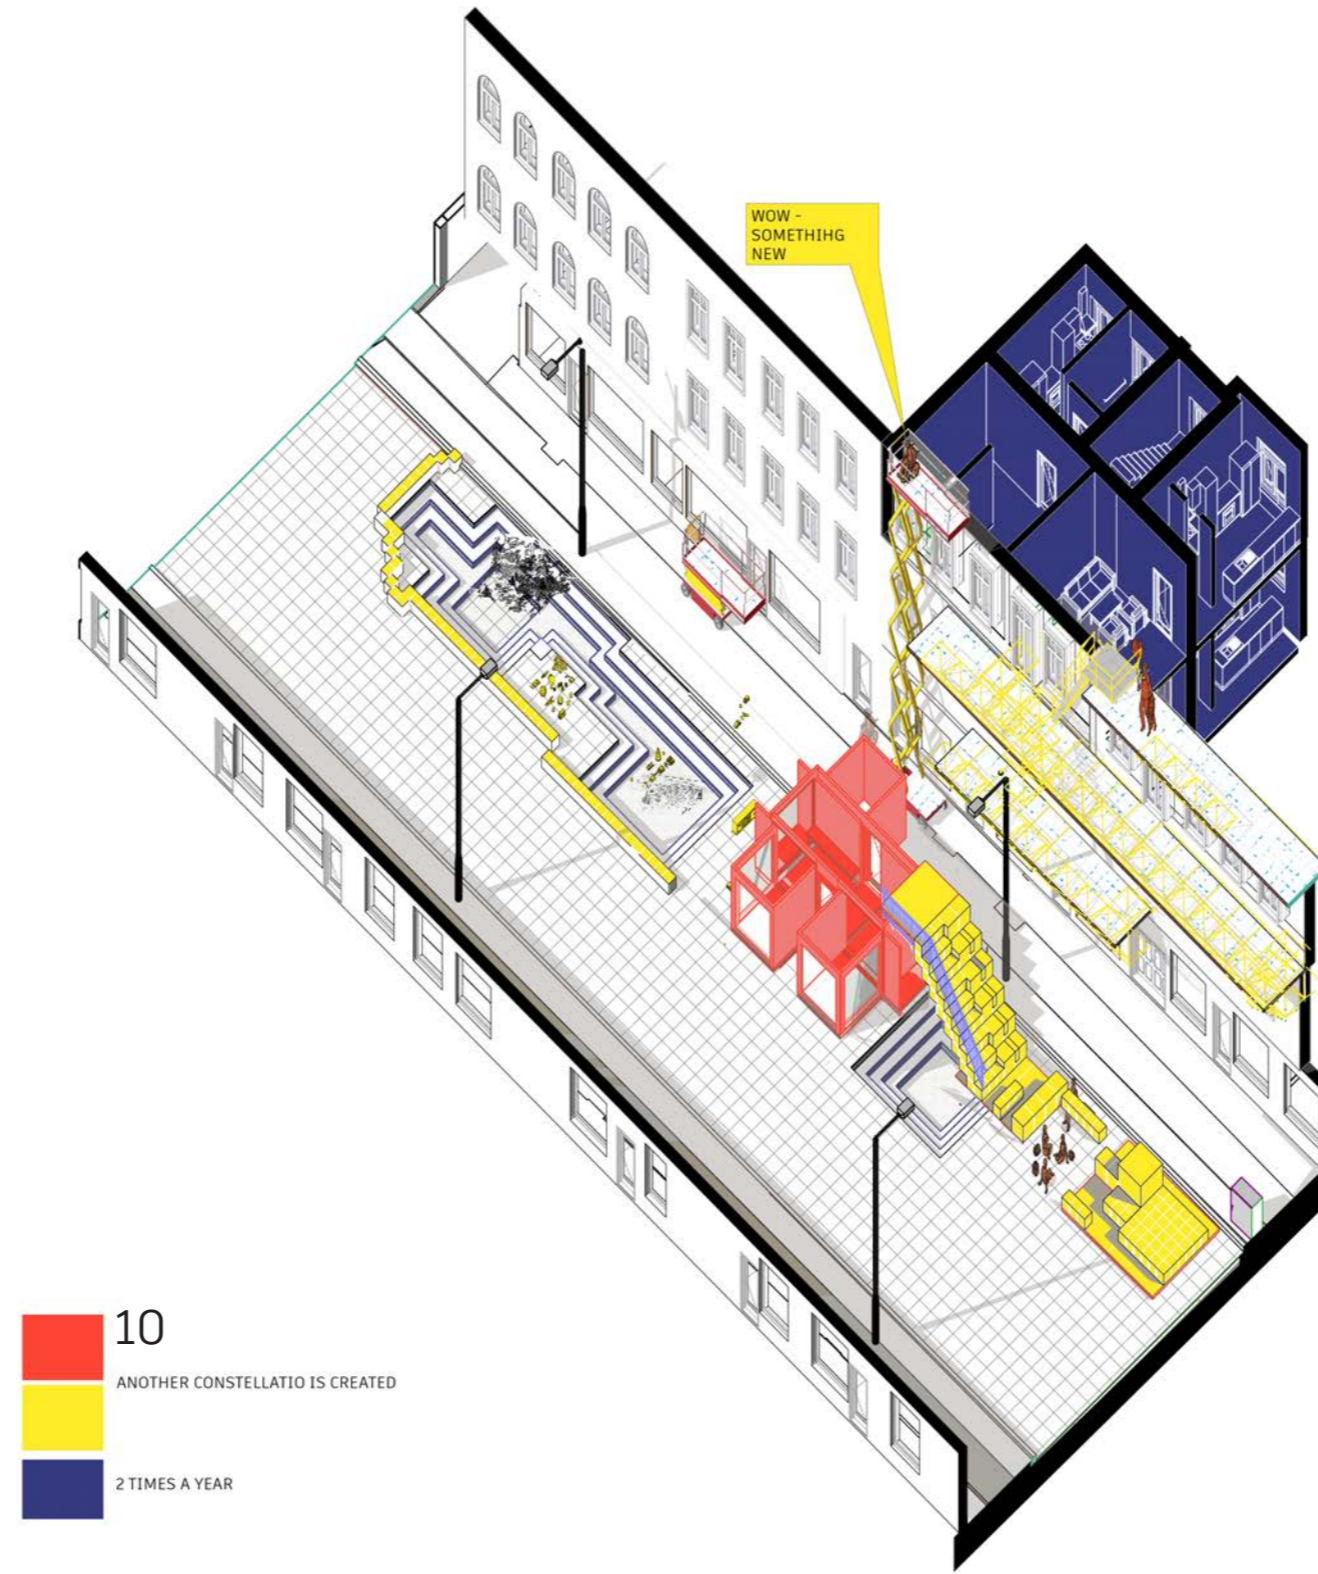 WOW -
SOMETHIHG
NEW
10
ANOTHER CONSTELLATIO IS CREATED
2 TIMES A YEAR